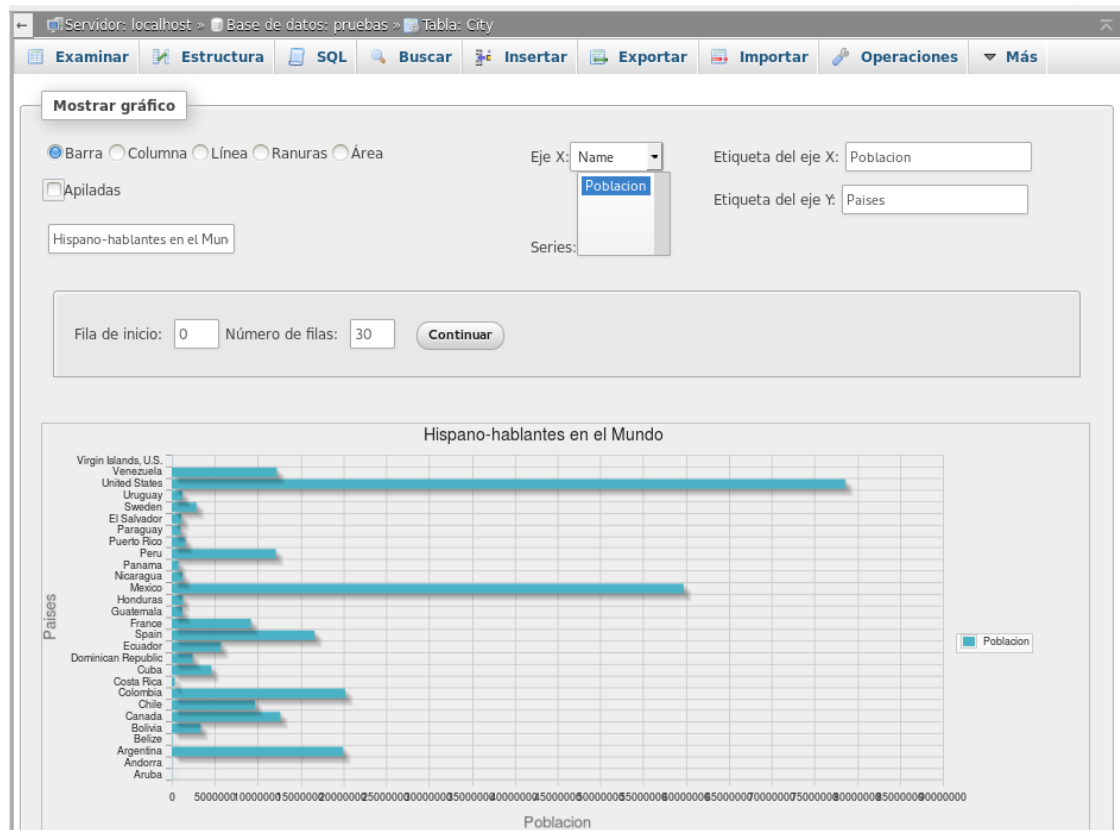 ← Servidor: localhost » Base de datos: pruebas » Tabla: City
Examinar Estructura SQL Buscar Insertar Exportar Importar Operaciones Más
Mostrar gráfico
Barra Columna Línea Ranuras Área
Eje X: Name
Etiqueta del eje X: Poblacion
Apiladas
Poblacion
Etiqueta del eje Y: Paises
Hispano-hablantes en el Mun
Series:
Fila de inicio: 0 Número de filas: 30 Continuar
Hispano-hablantes en el Mundo
Virgin Islands, U.S.
Venezuela
United States
Uruguay
Sweden
El Salvador
Paraguay
Puerto Rico
Peru
Panama
Nicaragua
Mexico
Honduras
Guatemala
France
Spain
Ecuador
Dominican Republic
Cuba
Costa Rica
Colombia
Chile
Canada
Bolivia
Belize
Argentina
Andorra
Aruba
Paises
Poblacion
0 5000000 10000000 15000000 20000000 25000000 30000000 35000000 40000000 45000000 50000000 55000000 60000000 65000000 70000000 75000000 80000000 85000000 90000000
Poblacion